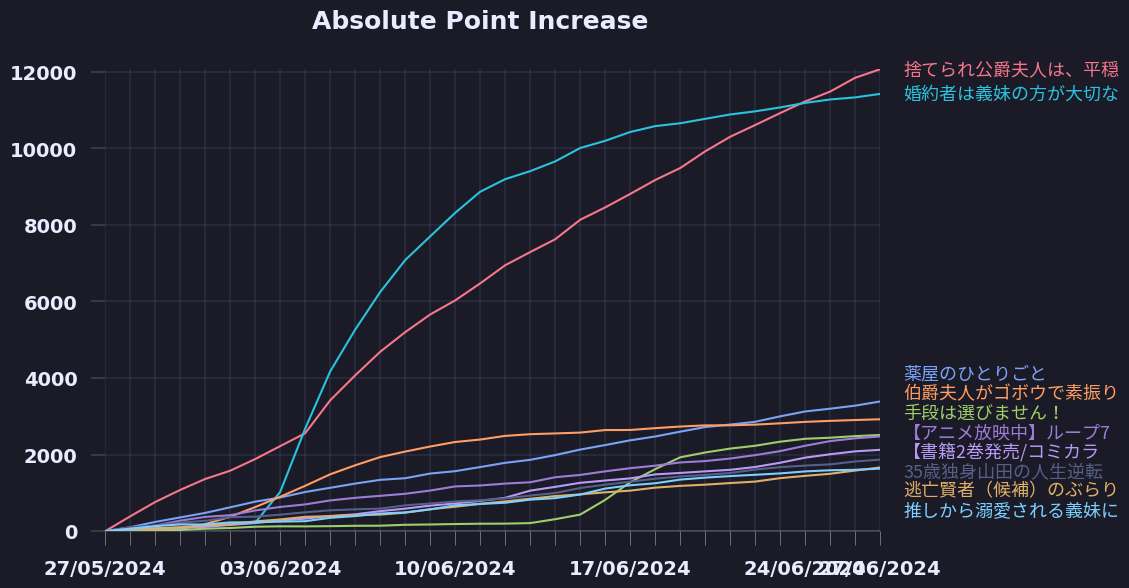 Absolute Point Increase
12000
10000
8000
6000
4000
2000
0
27/05/2024
03/06/2024
10/06/2024
17/06/2024
24/06/2024
27/06/2024
捨てられ公爵夫人は、平穏
婚約者は義妹の方が大切な
薬屋のひとりごと
伯爵夫人がゴボウで素振り
手段は選びません！
【アニメ放映中】ループ7
【書籍2巻発売/コミカラ
35歳独身山田の人生逆転
逃亡賢者（候補）のぶらり
推しから溺愛される義妹に